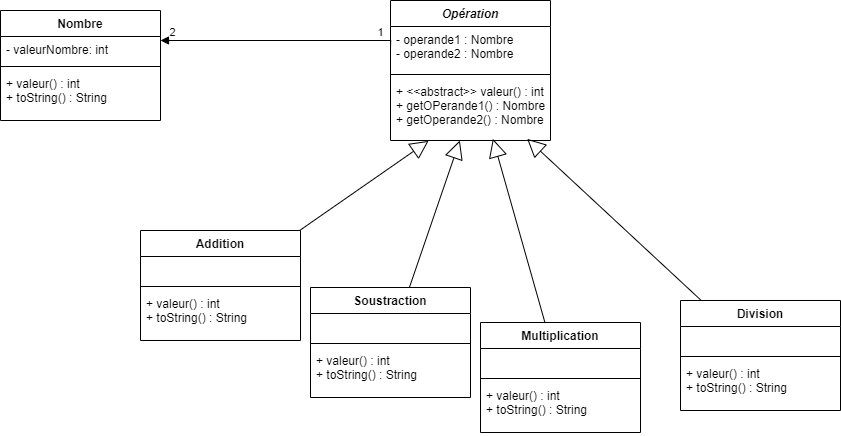 Nombre
- valeurNombre: int
+ valeur() : int
+ toString() : String
2
1
Opération
- operande1 : Nombre
- operande2 : Nombre
+ <<abstract>> valeur() : int
+ getOPerande1() : Nombre
+ getOperande2() : Nombre
Addition
+ valeur() : int
+ toString() : String
Soustraction
+ valeur() : int
+ toString() : String
Multiplication
+ valeur() : int
+ toString() : String
Division
+ valeur() : int
+ toString() : String